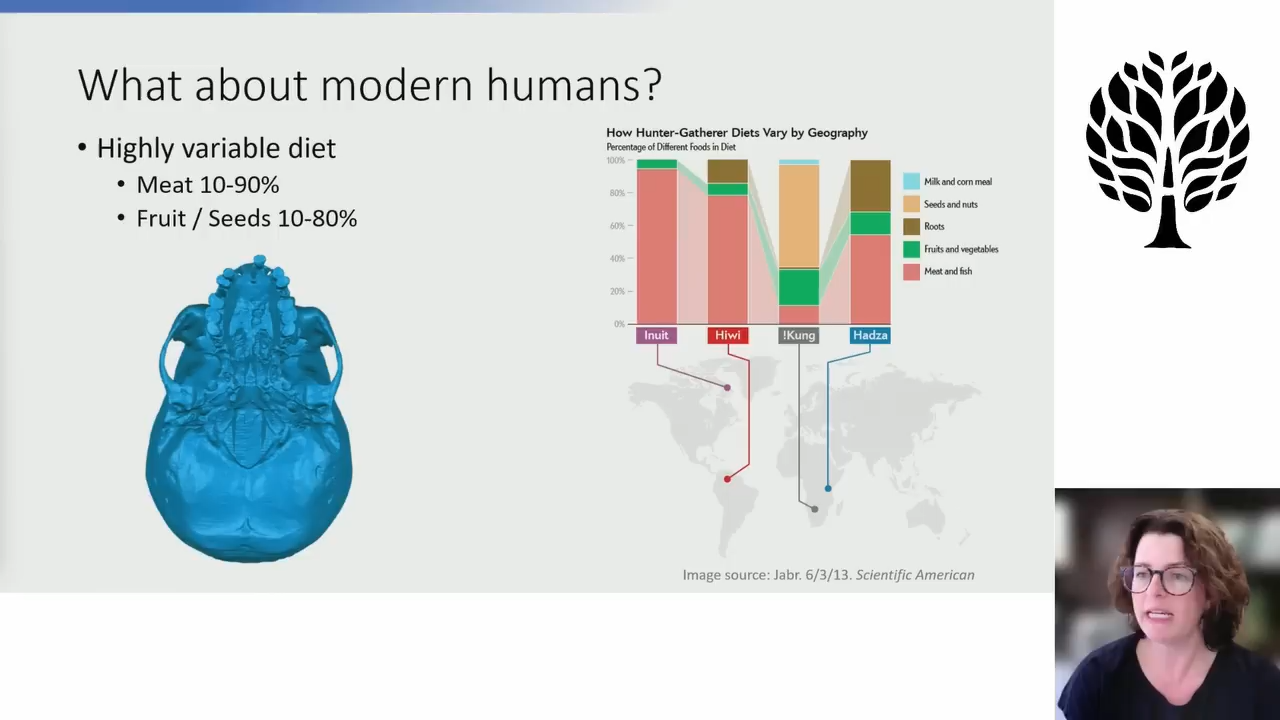 What about modern humans?
• Highly variable diet
• Meat 10-90%
• Fruit / Seeds 10-80%
How Hunter-Gatherer Diets Vary by Geography
Percentage of Different Foods in Diet
100%
80%
60%
40%
20%
0%
Milk and corn meal
Seeds and nuts
Roots
Fruits and vegetables
Meat and fish
Inuit
Hiwi
!Kung
Hadza
Image source: Jabr. 6/3/13. Scientific American